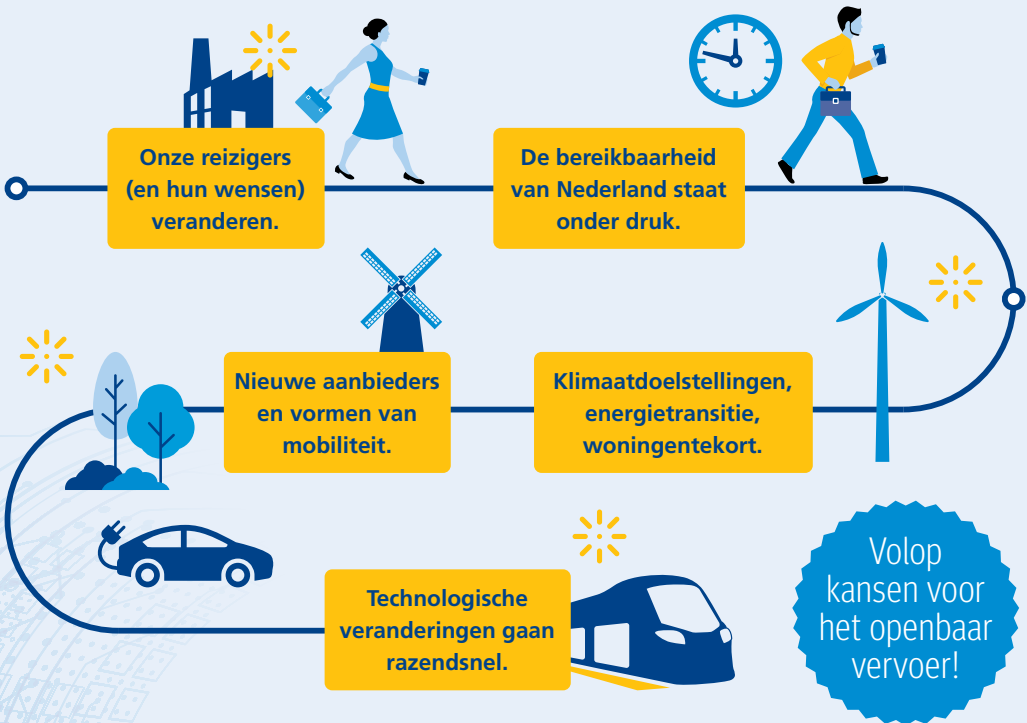 Onze reizigers
(en hun wensen)
veranderen.
De bereikbaarheid
van Nederland staat
onder druk.
Klimaatdoelstellingen,
energietransitie,
woningentekort.
Nieuwe aanbieders
en vormen van
mobiliteit.
Technologische
veranderingen gaan
razendsnel.
Volop
kansen voor
het openbaar
vervoer!